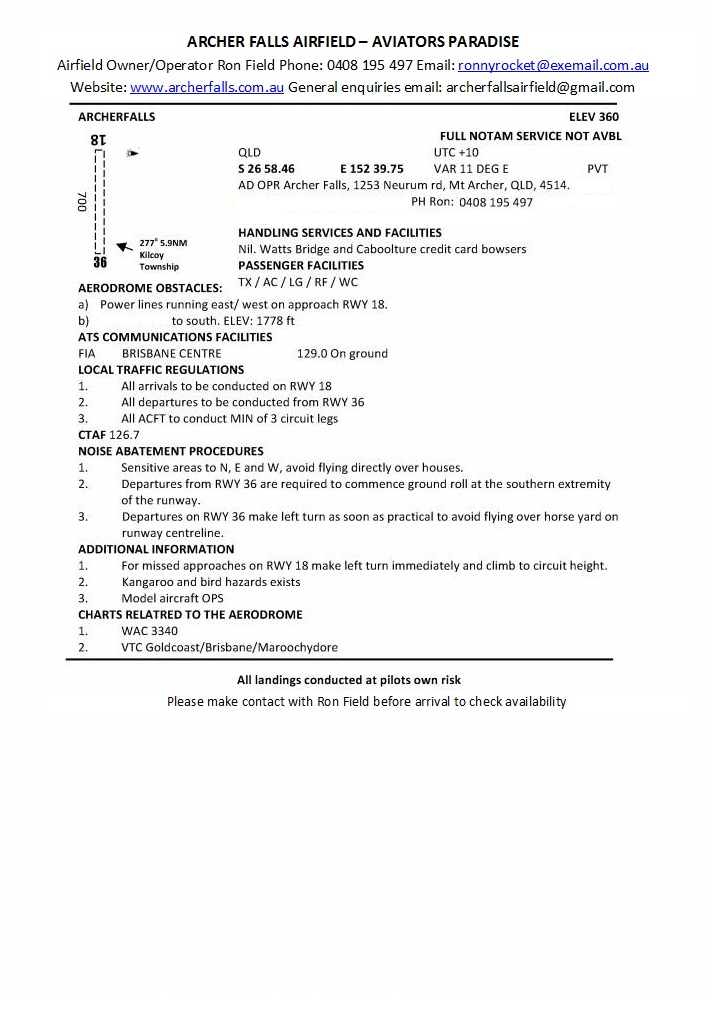 ARCHER FALLS AIRFIELD – AVIATORS PARADISE
Airfield Owner/Operator Ron Field Phone: 0408 195 497 Email: ronnyrocket@exemail.com.au
Website: www.archerfalls.com.au General enquiries email: archerfallsairfield@gmail.com
ARCHERFALLS ELEV 360
FULL NOTAM SERVICE NOT AVBL
18
QLD UTC +10
S 26 58.46 E 152 39.75 VAR 11 DEG E PVT
AD OPR Archer Falls, 1253 Neurum rd, Mt Archer, QLD, 4514.
700
PH Ron: 0408 195 497
HANDLING SERVICES AND FACILITIES
277° 5.9NM
Kilcoy
Township
Nil. Watts Bridge and Caboolture credit card bowsers
36
PASSENGER FACILITIES
TX / AC / LG / RF / WC
AERODROME OBSTACLES:
a) Power lines running east/ west on approach RWY 18.
b) to south. ELEV: 1778 ft
ATS COMMUNICATIONS FACILITIES
FIA BRISBANE CENTRE 129.0 On ground
LOCAL TRAFFIC REGULATIONS
1. All arrivals to be conducted on RWY 18
2. All departures to be conducted from RWY 36
3. All ACFT to conduct MIN of 3 circuit legs
CTAF 126.7
NOISE ABATEMENT PROCEDURES
1. Sensitive areas to N, E and W, avoid flying directly over houses.
2. Departures from RWY 36 are required to commence ground roll at the southern extremity
of the runway.
3. Departures on RWY 36 make left turn as soon as practical to avoid flying over horse yard on
runway centreline.
ADDITIONAL INFORMATION
1. For missed approaches on RWY 18 make left turn immediately and climb to circuit height.
2. Kangaroo and bird hazards exists
3. Model aircraft OPS
CHARTS RELATRED TO THE AERODROME
1. WAC 3340
2. VTC Goldcoast/Brisbane/Maroochydore
All landings conducted at pilots own risk
Please make contact with Ron Field before arrival to check availability